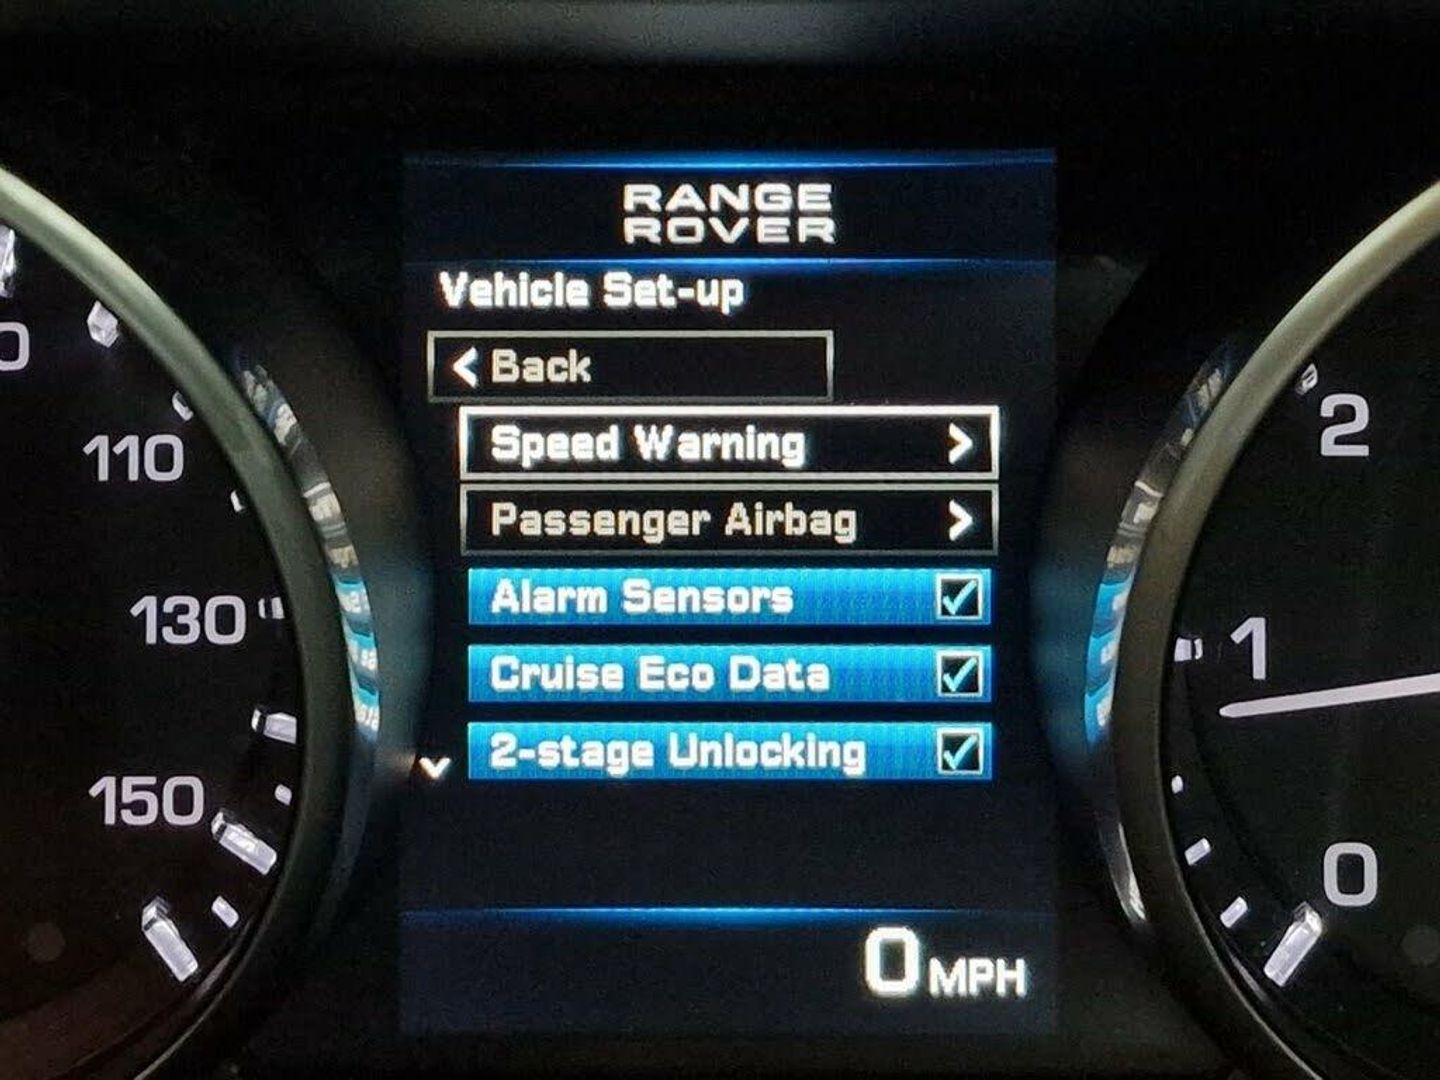 RANGE
ROVER
Vehicle Set-up
< Back
Speed Warning >
Passenger Airbag >
Alarm Sensors
Cruise Eco Data
2-stage Unlocking
0 MPH
110
130
150
2
1
0